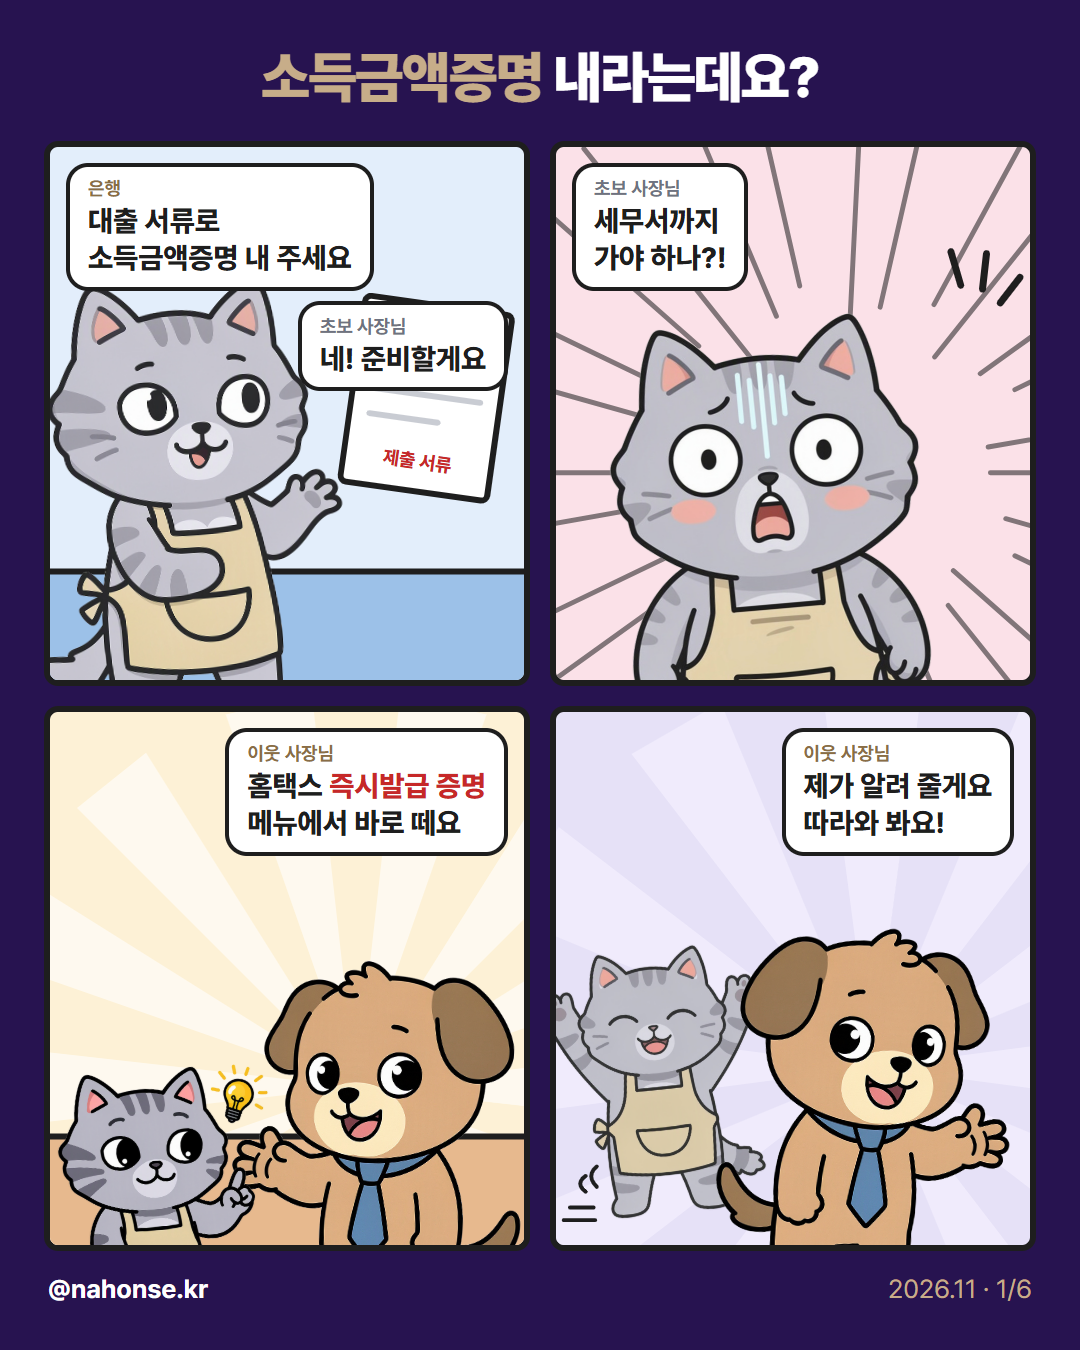 소득금액증명 내라는데요?
은행
대출 서류로
소득금액증명 내 주세요
초보 사장님
네! 준비할게요
제출 서류
초보 사장님
세무서까지
가야 하나?!
이웃 사장님
홈택스 즉시발급 증명
메뉴에서 바로 떼요
이웃 사장님
제가 알려 줄게요
따라와 봐요!
@nahonse.kr
2026.11 · 1/6